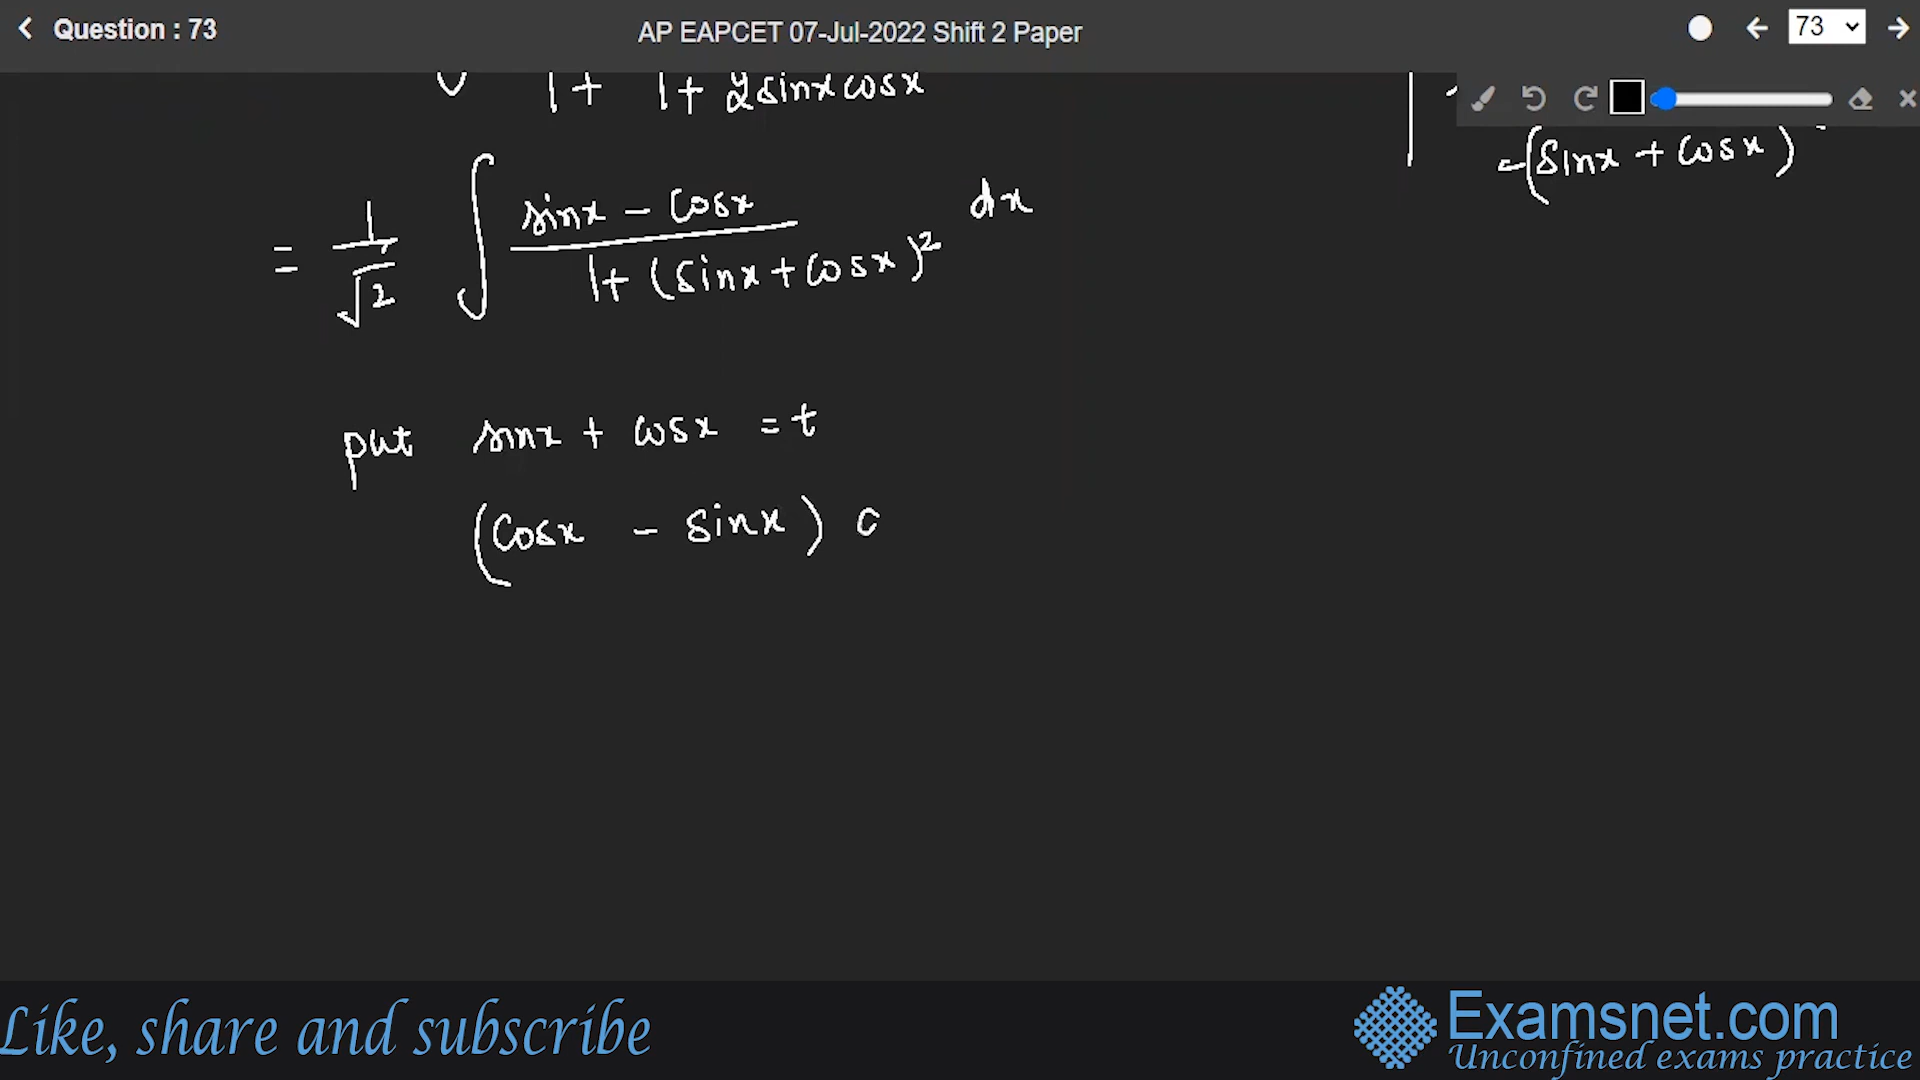 Question : 73
AP EAPCET 07-Jul-2022 Shift 2 Paper
73
1+ 1+ 2sinxcosx
-(sinx + cosx)
= 1/√2 ∫ (sinx - cosx)/(1+ (sinx+cosx)²) dx
put sinx + cosx = t
(cosx - sinx)
Like, share and subscribe
Examsnet.com
Unconfined exams practice